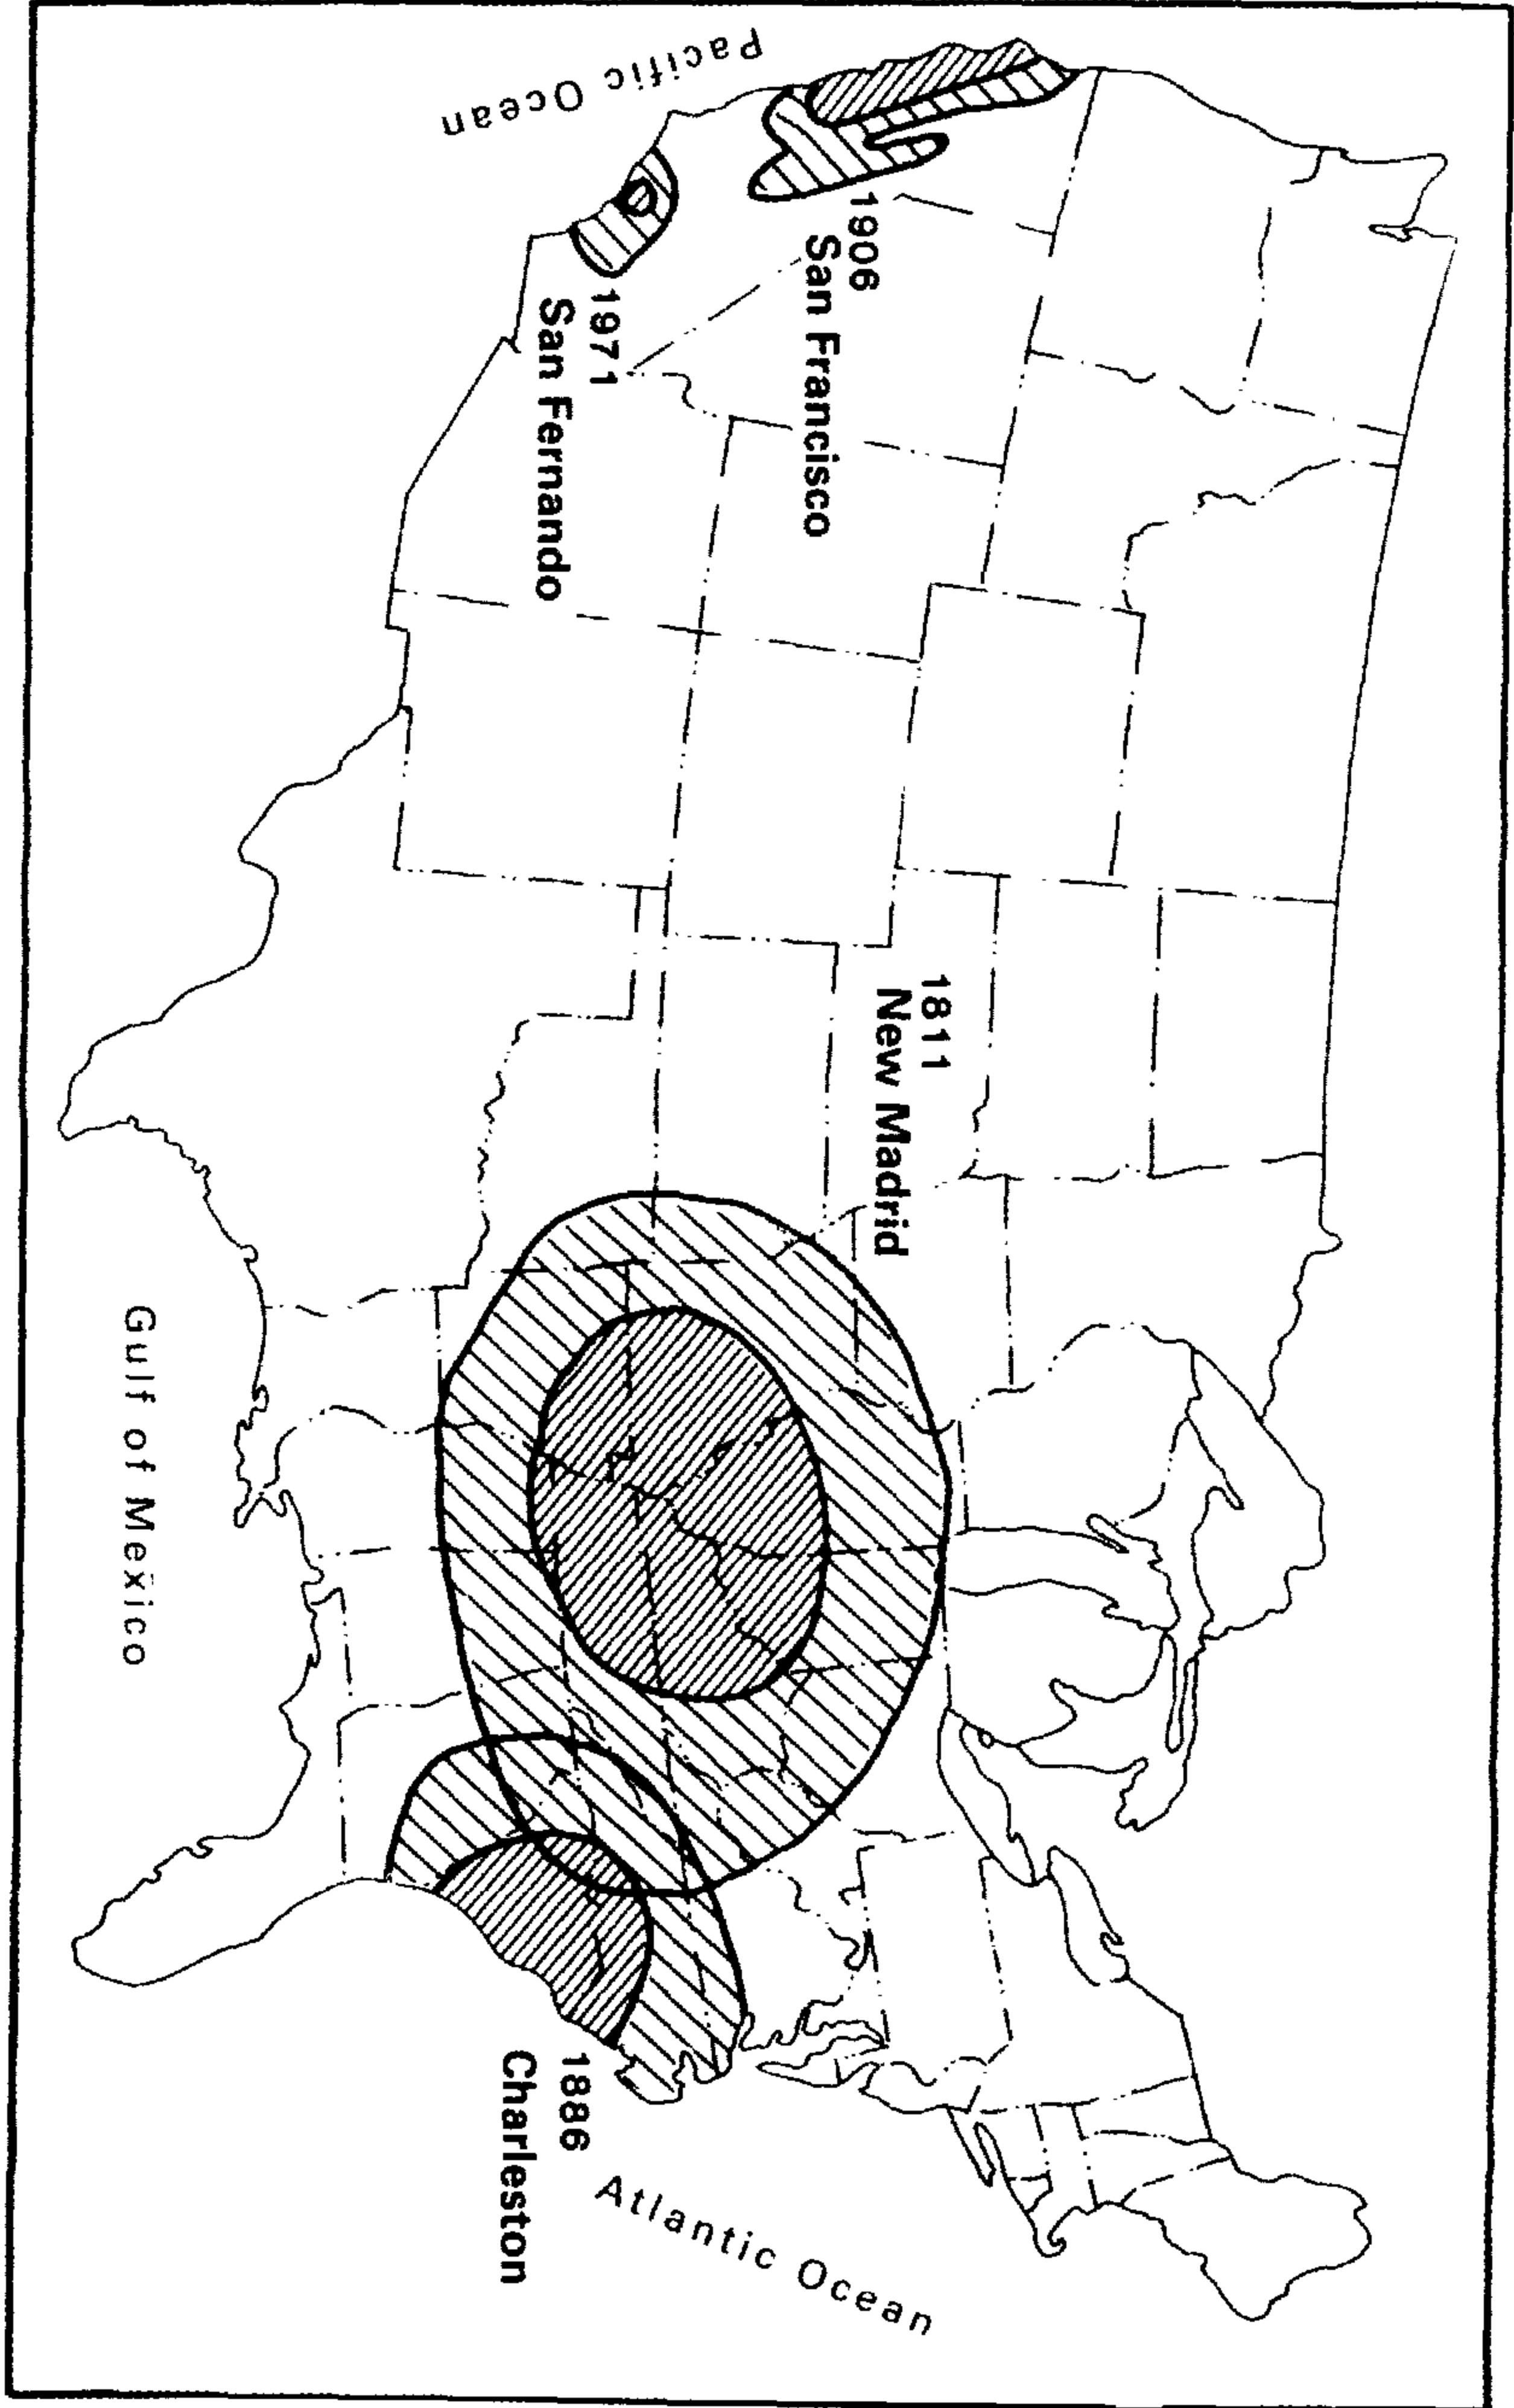 Pacific Ocean
1906
San Francisco
1971
San Fernando
1811
New Madrid
Gulf of Mexico
1886
Charleston
Atlantic Ocean